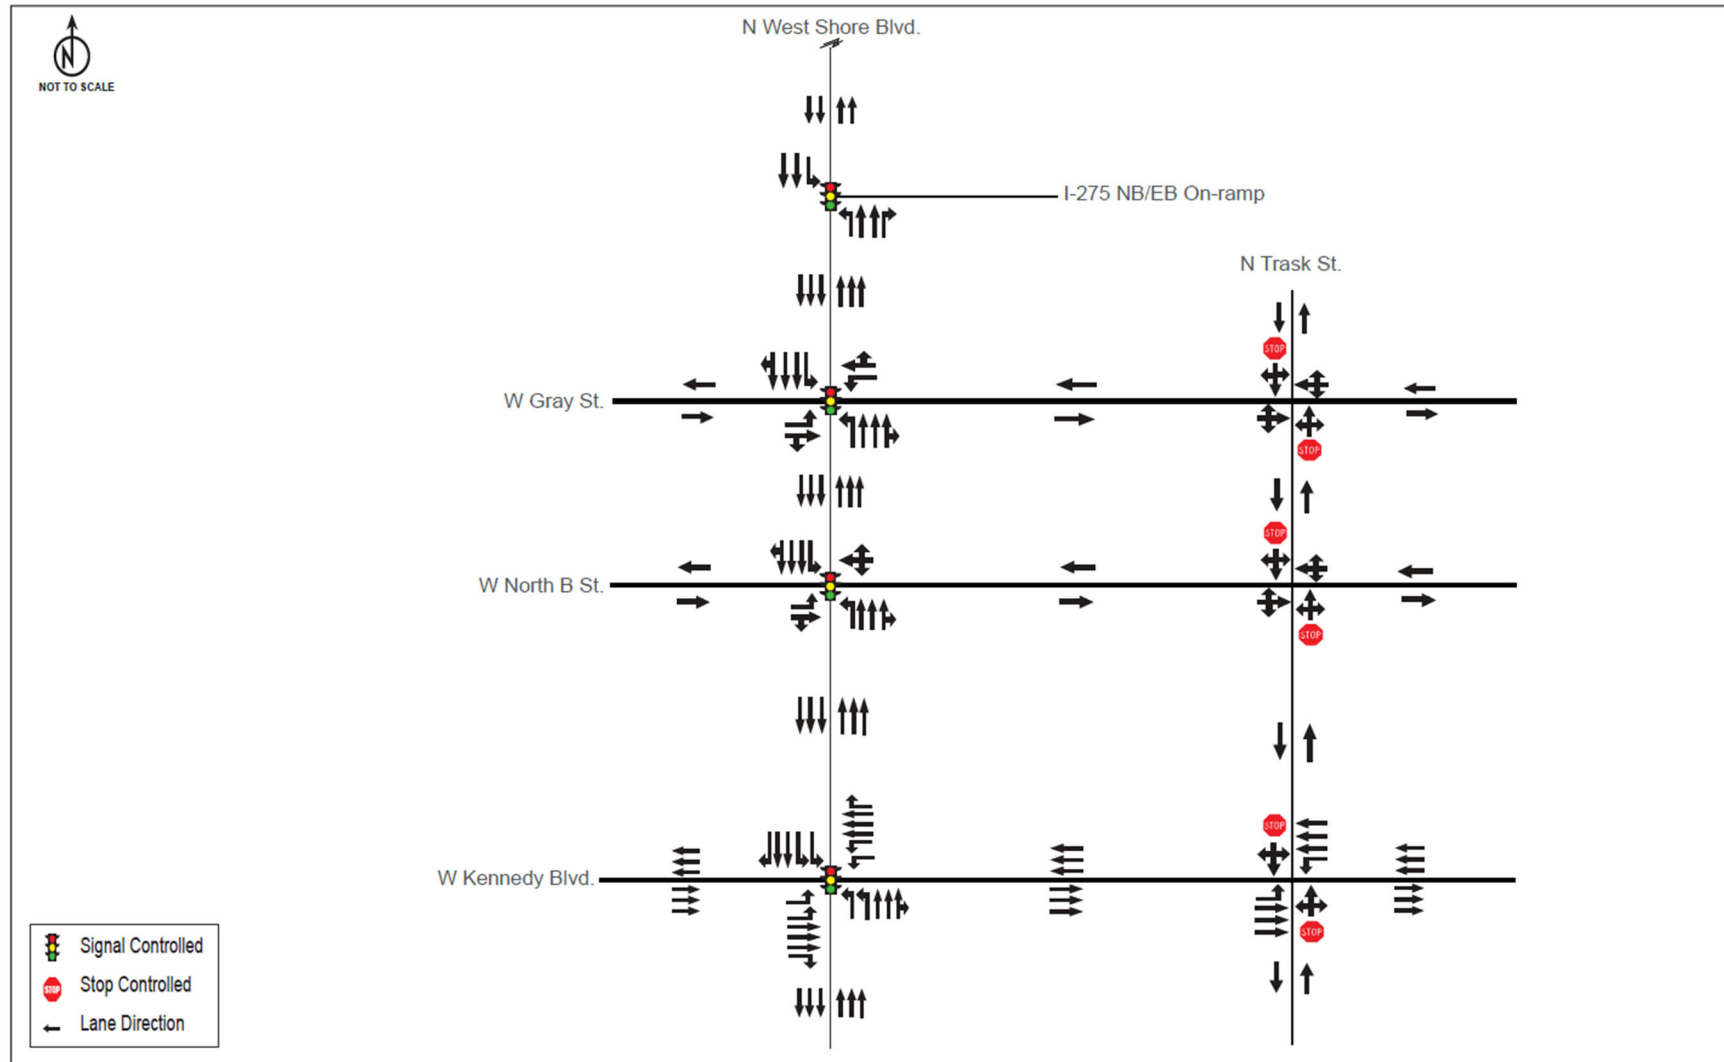 N West Shore Blvd.
N
NOT TO SCALE
I-275 NB/EB On-ramp
N Trask St.
STOP
W Gray St.
STOP
STOP
W North B St.
STOP
STOP
W Kennedy Blvd.
STOP
Signal Controlled
STOP Stop Controlled
Lane Direction